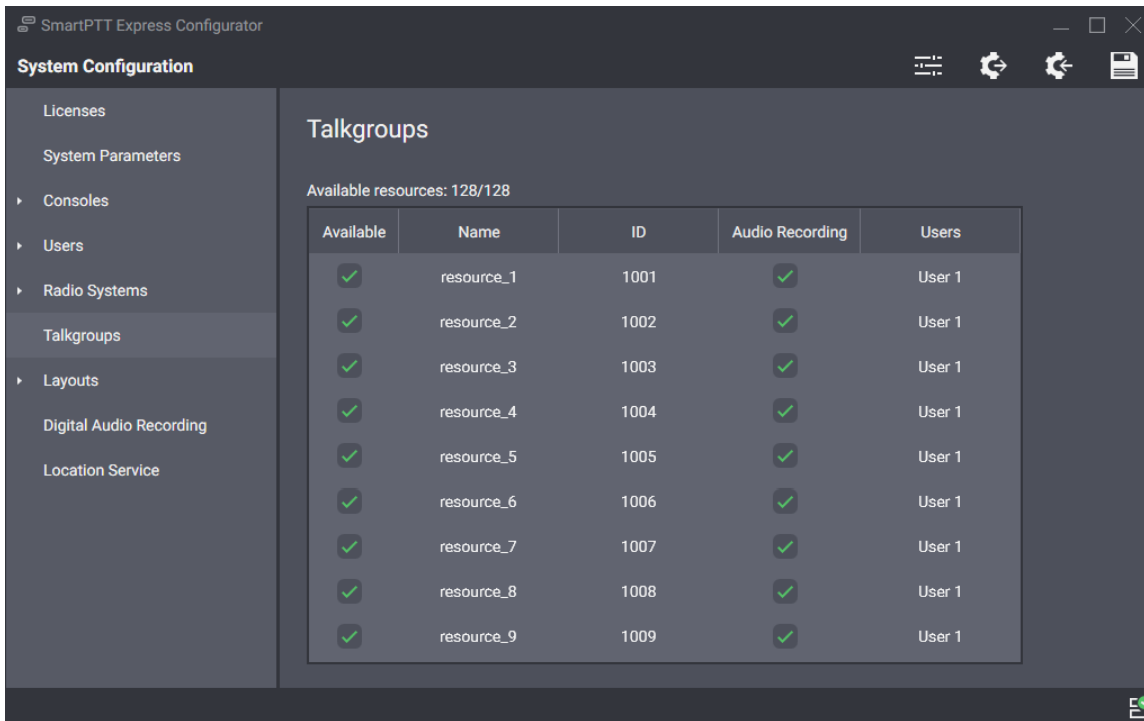 SmartPTT Express Configurator
System Configuration
Licenses
System Parameters
Consoles
Users
Radio Systems
Talkgroups
Layouts
Digital Audio Recording
Location Service
Talkgroups
Available resources: 128/128
Available Name ID Audio Recording Users
resource_1 1001 User 1
resource_2 1002 User 1
resource_3 1003 User 1
resource_4 1004 User 1
resource_5 1005 User 1
resource_6 1006 User 1
resource_7 1007 User 1
resource_8 1008 User 1
resource_9 1009 User 1